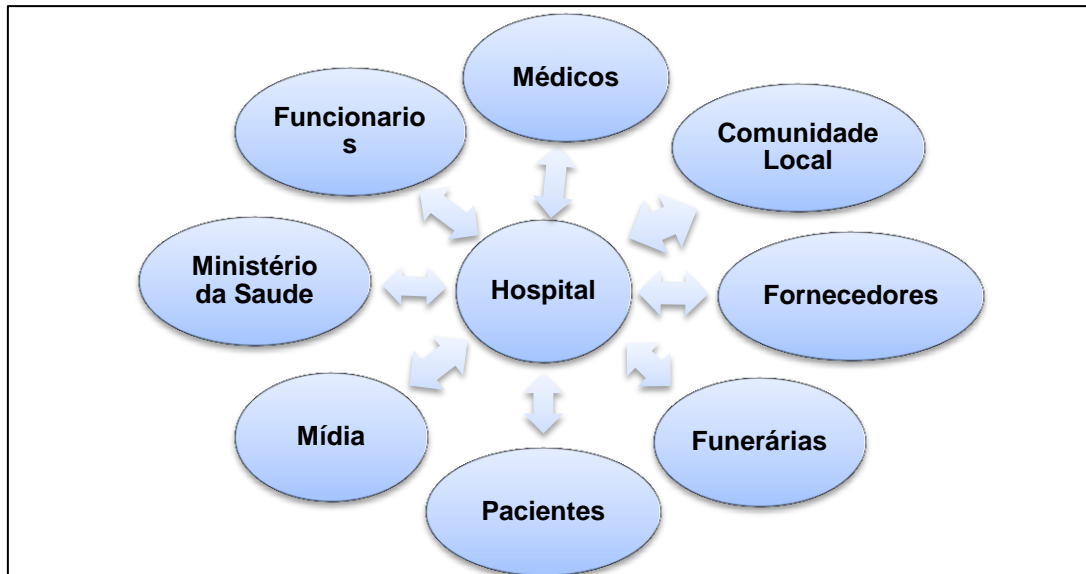 Médicos
Funcionario
s
Comunidade
Local
Ministério
da Saude
Hospital
Fornecedores
Mídia
Funerárias
Pacientes